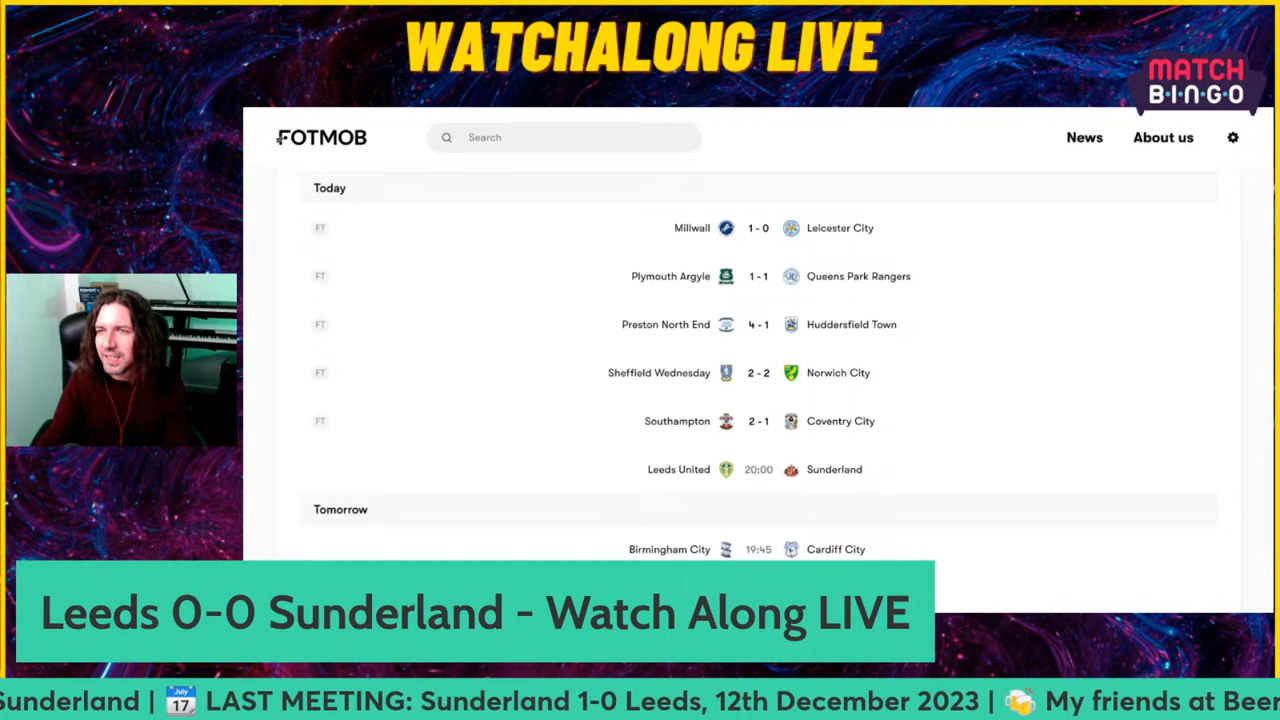 WATCHALONG LIVE
MATCH
B·I·N·G·O
FOTMOB
Search
News
About us
Today
FT Millwall 1 - 0 Leicester City
FT Plymouth Argyle 1 - 1 Queens Park Rangers
FT Preston North End 4 - 1 Huddersfield Town
FT Sheffield Wednesday 2 - 2 Norwich City
FT Southampton 2 - 1 Coventry City
Leeds United 20:00 Sunderland
Tomorrow
Birmingham City 19:45 Cardiff City
Leeds 0-0 Sunderland - Watch Along LIVE
Sunderland | July 17 LAST MEETING: Sunderland 1-0 Leeds, 12th December 2023 | My friends at Beer